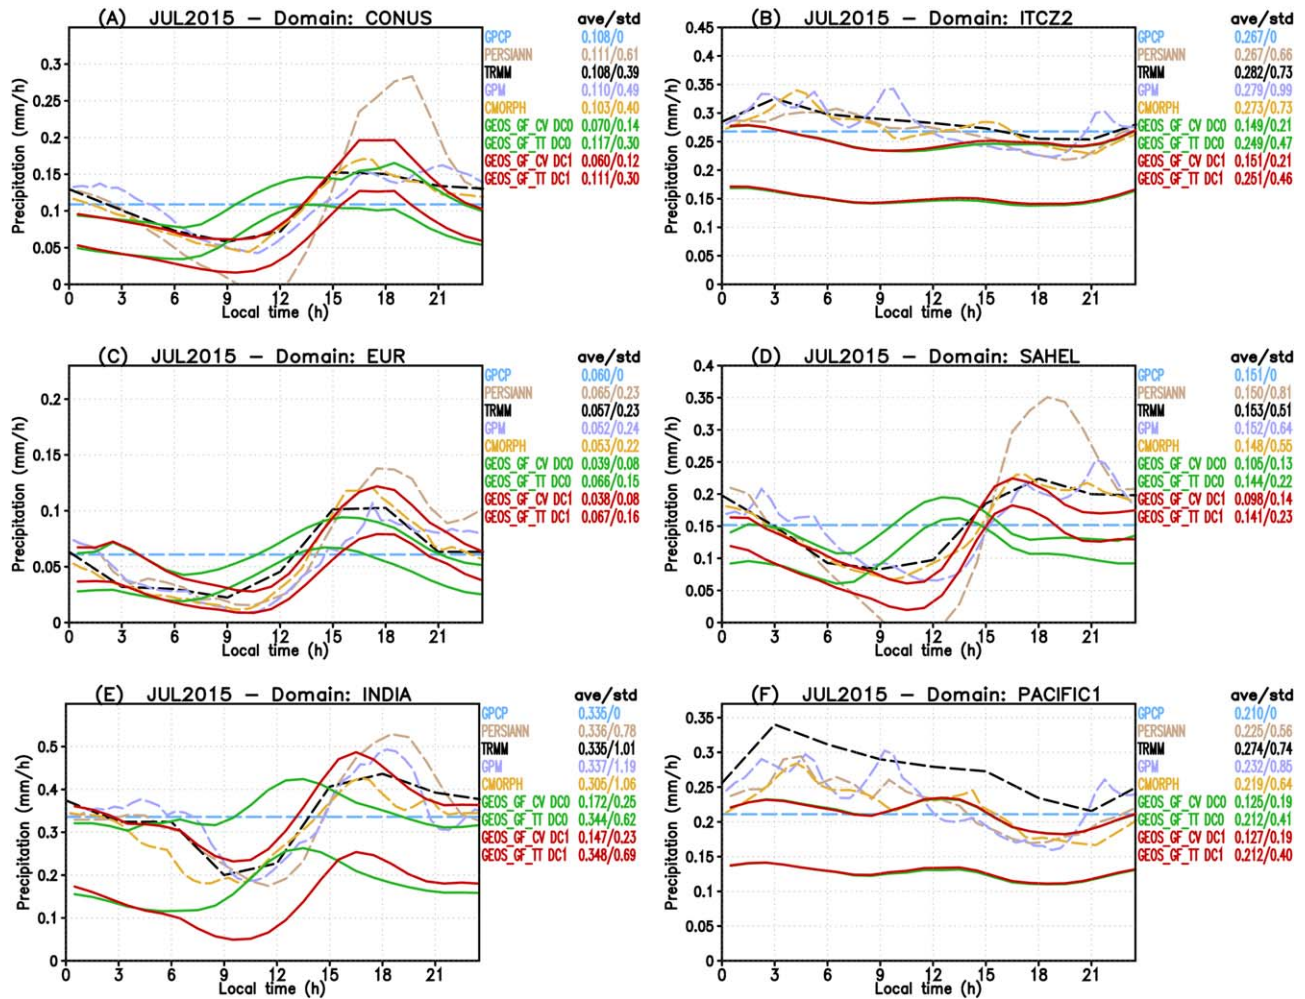 (A) JUL2015 — Domain: CONUS
ave/std
GPCP 0.108/0
PERSIANN 0.111/0.61
TRMM 0.108/0.39
GPM 0.110/0.49
CMORPH 0.103/0.40
GEOS_GF_CV DC0 0.070/0.14
GEOS_GF_TT DC0 0.117/0.30
GEOS_GF_CV DC1 0.060/0.12
GEOS_GF_TT DC1 0.111/0.30
Precipitation (mm/h)
0.3
0.25
0.2
0.15
0.1
0.05
0
0 3 6 9 12 15 18 21
Local time (h)
(B) JUL2015 — Domain: ITCZ2
ave/std
GPCP 0.267/0
PERSIANN 0.267/0.66
TRMM 0.282/0.73
GPM 0.279/0.99
CMORPH 0.273/0.73
GEOS_GF_CV DC0 0.149/0.21
GEOS_GF_TT DC0 0.249/0.47
GEOS_GF_CV DC1 0.151/0.21
GEOS_GF_TT DC1 0.251/0.46
Precipitation (mm/h)
0.45
0.4
0.35
0.3
0.25
0.2
0.15
0.1
0.05
0
0 3 6 9 12 15 18 21
Local time (h)
(C) JUL2015 — Domain: EUR
ave/std
GPCP 0.060/0
PERSIANN 0.065/0.23
TRMM 0.057/0.23
GPM 0.052/0.24
CMORPH 0.053/0.22
GEOS_GF_CV DC0 0.039/0.08
GEOS_GF_TT DC0 0.066/0.15
GEOS_GF_CV DC1 0.038/0.08
GEOS_GF_TT DC1 0.067/0.16
Precipitation (mm/h)
0.2
0.15
0.1
0.05
0
0 3 6 9 12 15 18 21
Local time (h)
(D) JUL2015 — Domain: SAHEL
ave/std
GPCP 0.151/0
PERSIANN 0.150/0.81
TRMM 0.153/0.51
GPM 0.152/0.64
CMORPH 0.148/0.55
GEOS_GF_CV DC0 0.105/0.13
GEOS_GF_TT DC0 0.144/0.22
GEOS_GF_CV DC1 0.098/0.14
GEOS_GF_TT DC1 0.141/0.23
Precipitation (mm/h)
0.4
0.35
0.3
0.25
0.2
0.15
0.1
0.05
0
0 3 6 9 12 15 18 21
Local time (h)
(E) JUL2015 — Domain: INDIA
ave/std
GPCP 0.335/0
PERSIANN 0.336/0.78
TRMM 0.335/1.01
GPM 0.337/1.19
CMORPH 0.305/1.06
GEOS_GF_CV DC0 0.172/0.25
GEOS_GF_TT DC0 0.344/0.62
GEOS_GF_CV DC1 0.147/0.23
GEOS_GF_TT DC1 0.348/0.69
Precipitation (mm/h)
0.5
0.4
0.3
0.2
0.1
0
0 3 6 9 12 15 18 21
Local time (h)
(F) JUL2015 — Domain: PACIFIC1
ave/std
GPCP 0.210/0
PERSIANN 0.225/0.56
TRMM 0.274/0.74
GPM 0.232/0.85
CMORPH 0.219/0.64
GEOS_GF_CV DC0 0.125/0.19
GEOS_GF_TT DC0 0.212/0.41
GEOS_GF_CV DC1 0.127/0.19
GEOS_GF_TT DC1 0.212/0.40
Precipitation (mm/h)
0.35
0.3
0.25
0.2
0.15
0.1
0.05
0
0 3 6 9 12 15 18 21
Local time (h)